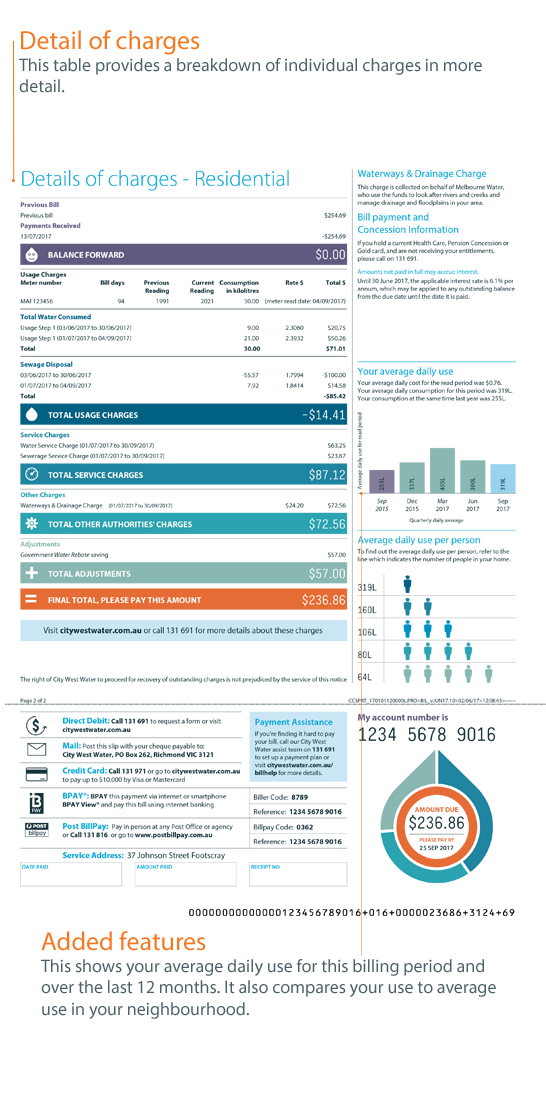 Detail of charges
This table provides a breakdown of individual charges in more
detail.
Details of charges - Residential
Previous Bill
Previous bill $254.69
Payments Received
13/07/2017 -$254.69
BALANCE FORWARD $0.00
Usage Charges
Meter number Bill days Previous Reading Current Reading Consumption in kilolitres Rate $ Total $
MAF123456 94 1991 2021 30.00 (meter read date: 04/09/2017)
Total Water Consumed
Usage Step 1 (03/06/2017 to 30/06/2017) 9.00 2.3060 $20.75
Usage Step 1 (01/07/2017 to 04/09/2017) 21.00 2.3932 $50.26
Total 30.00 $71.01
Sewage Disposal
03/06/2017 to 30/06/2017 -55.57 1.7994 -$100.00
01/07/2017 to 04/09/2017 7.92 1.8414 $14.58
Total -$85.42
TOTAL USAGE CHARGES -$14.41
Service Charges
Water Service Charge (01/07/2017 to 30/09/2017) $63.25
Sewerage Service Charge (01/07/2017 to 30/09/2017) $23.87
TOTAL SERVICE CHARGES $87.12
Other Charges
Waterways & Drainage Charge (01/07/2017 to 30/09/2017) $24.20 $72.56
TOTAL OTHER AUTHORITIES' CHARGES $72.56
Adjustments
Government Water Rebate saving $57.00
TOTAL ADJUSTMENTS $57.00
FINAL TOTAL, PLEASE PAY THIS AMOUNT $236.86
Visit citywestwater.com.au or call 131 691 for more details about these charges
The right of City West Water to proceed for recovery of outstanding charges is not prejudiced by the service of this notice
Waterways & Drainage Charge
This charge is collected on behalf of Melbourne Water,
who use the funds to look after rivers and creeks and
manage drainage and floodplains in your area.
Bill payment and
Concession Information
If you hold a current Health Care, Pension Concession or
Gold card, and are not receiving your entitlements,
please call on 131 691.
Amounts not paid in full may accrue interest.
Until 30 June 2017, the applicable interest rate is 6.1% per
annum, which may be applied to any outstanding balance
from the due date until the date it is paid.
Your average daily use
Your average daily cost for the read period was $0.76.
Your average daily consumption for this period was 319L.
Your consumption at the same time last year was 255L.
Average daily use for read period
255L 337L 495L 360L 319L
Sep 2015 Dec 2015 Mar 2017 Jun 2017 Sep 2017
Quarterly daily average
Average daily use per person
To find out the average daily use per person, refer to the
line which indicates the number of people in your home.
319L
160L
106L
80L
64L
Page 2 of 2
Direct Debit: Call 131 691 to request a form or visit
citywestwater.com.au
Mail: Post this slip with your cheque payable to:
City West Water, PO Box 262, Richmond VIC 3121
Credit Card: Call 131 971 or go to citywestwater.com.au
to pay up to $10,000 by Visa or Mastercard
B PAY
BPAY®: BPAY this payment via internet or smartphone
BPAY View® and pay this bill using internet banking
POST billpay
Post BillPay: Pay in person at any Post Office or agency
or Call 131 816 or go to www.postbillpay.com.au
Service Address: 37 Johnson Street Footscray
DATE PAID AMOUNT PAID RECEIPT NO
Payment Assistance
If you're finding it hard to pay
your bill, call our City West
Water assist team on 131 691
to set up a payment plan or
visit citywestwater.com.au/
billhelp for more details.
Biller Code: 8789
Reference: 1234 5678 9016
Billpay Code: 0362
Reference: 1234 5678 9016
My account number is
1234 5678 9016
AMOUNT DUE
$236.86
PLEASE PAY BY
25 SEP 2017
Added features
This shows your average daily use for this billing period and
over the last 12 months. It also compares your use to average
use in your neighbourhood.